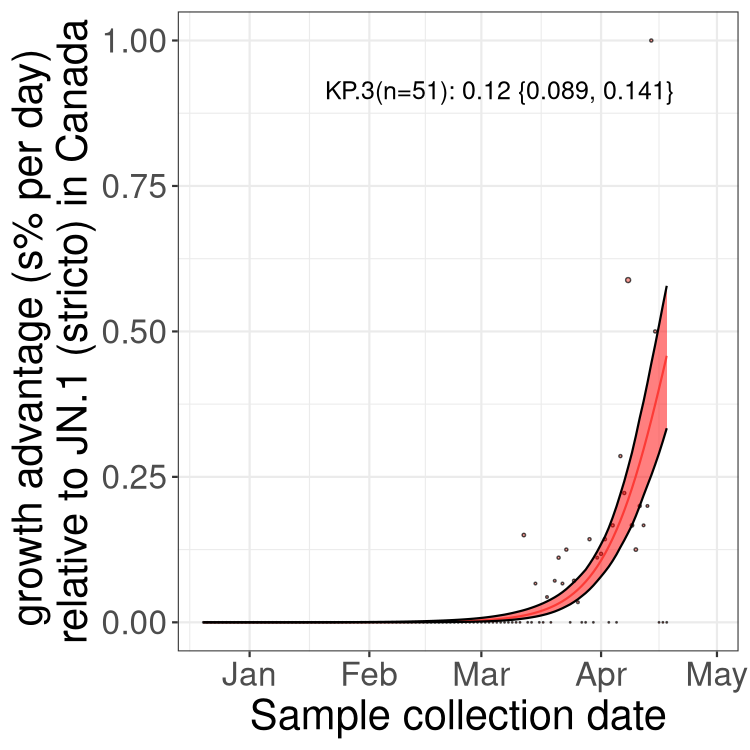 growth advantage (s% per day)
relative to JN.1 (stricto) in Canada
1.00
0.75
0.50
0.25
0.00
KP.3(n=51): 0.12 {0.089, 0.141}
Jan Feb Mar Apr May
Sample collection date